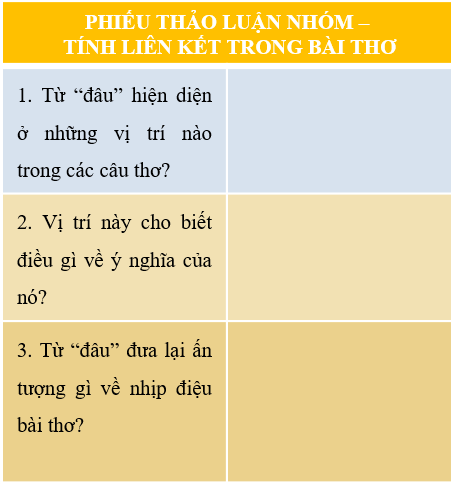 PHIẾU THẢO LUẬN NHÓM –
TÍNH LIÊN KẾT TRONG BÀI THƠ
1. Từ “đâu” hiện diện
ở những vị trí nào
trong các câu thơ?
2. Vị trí này cho biết
điều gì về ý nghĩa của
nó?
3. Từ “đâu” đưa lại ấn
tượng gì về nhịp điệu
bài thơ?